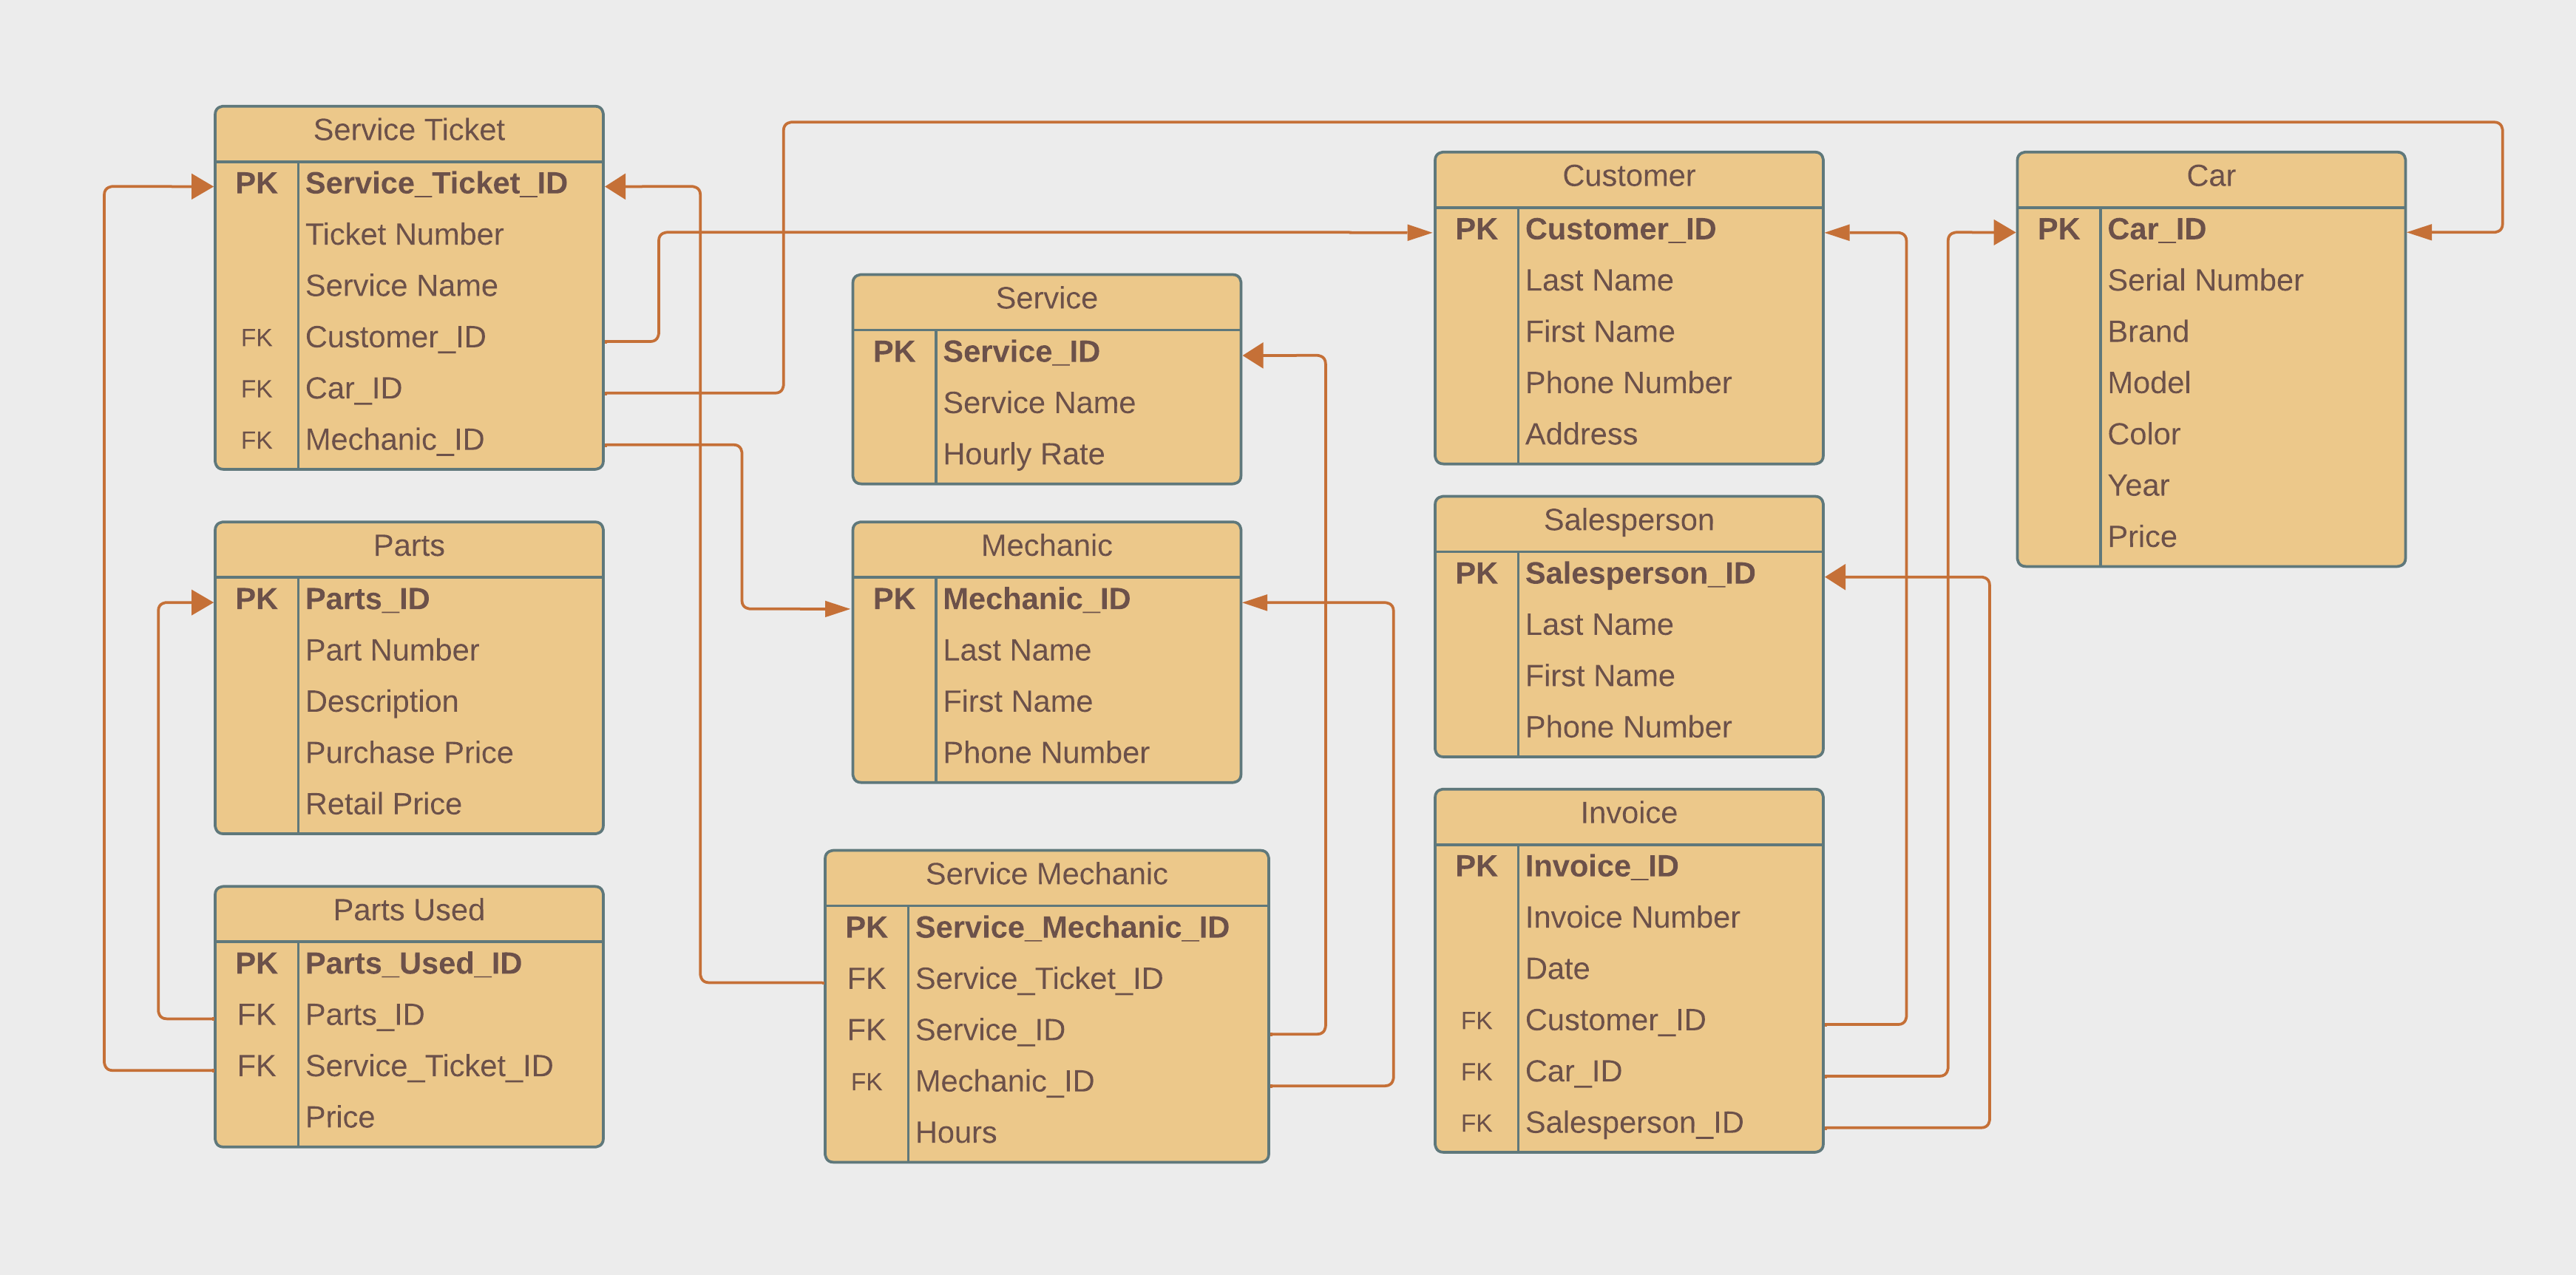 Service Ticket
PK Service_Ticket_ID
Ticket Number
Service Name
FK Customer_ID
FK Car_ID
FK Mechanic_ID
Parts
PK Parts_ID
Part Number
Description
Purchase Price
Retail Price
Parts Used
PK Parts_Used_ID
FK Parts_ID
FK Service_Ticket_ID
Price
Service
PK Service_ID
Service Name
Hourly Rate
Mechanic
PK Mechanic_ID
Last Name
First Name
Phone Number
Service Mechanic
PK Service_Mechanic_ID
FK Service_Ticket_ID
FK Service_ID
FK Mechanic_ID
Hours
Customer
PK Customer_ID
Last Name
First Name
Phone Number
Address
Salesperson
PK Salesperson_ID
Last Name
First Name
Phone Number
Invoice
PK Invoice_ID
Invoice Number
Date
FK Customer_ID
FK Car_ID
FK Salesperson_ID
Car
PK Car_ID
Serial Number
Brand
Model
Color
Year
Price